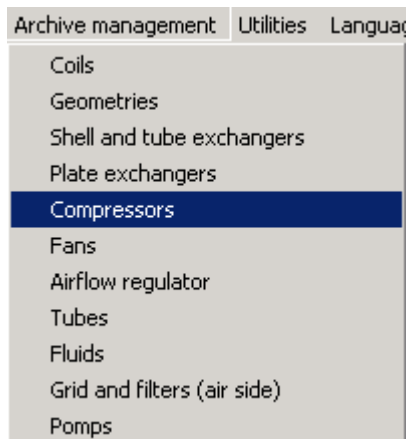 Archive management Utilities Languag
Coils
Geometries
Shell and tube exchangers
Plate exchangers
Compressors
Fans
Airflow regulator
Tubes
Fluids
Grid and filters (air side)
Pomps